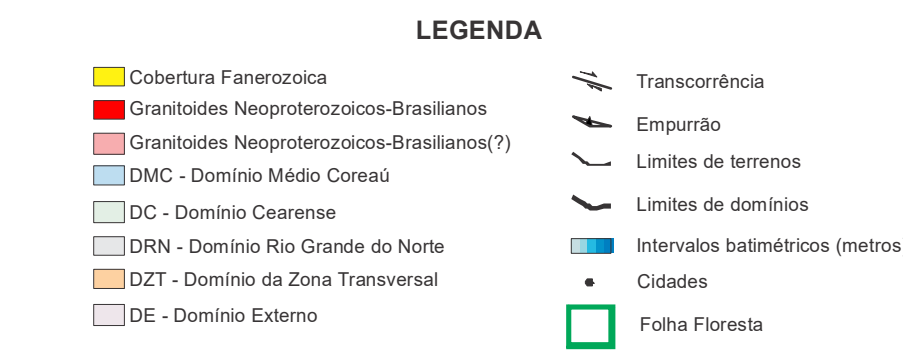 LEGENDA
Cobertura Fanerozoica
Granitoides Neoproterozoicos-Brasilianos
Granitoides Neoproterozoicos-Brasilianos(?)
DMC - Domínio Médio Coreaú
DC - Domínio Cearense
DRN - Domínio Rio Grande do Norte
DZT - Domínio da Zona Transversal
DE - Domínio Externo
Transcorrência
Empurrão
Limites de terrenos
Limites de domínios
Intervalos batimétricos (metros
Cidades
Folha Floresta